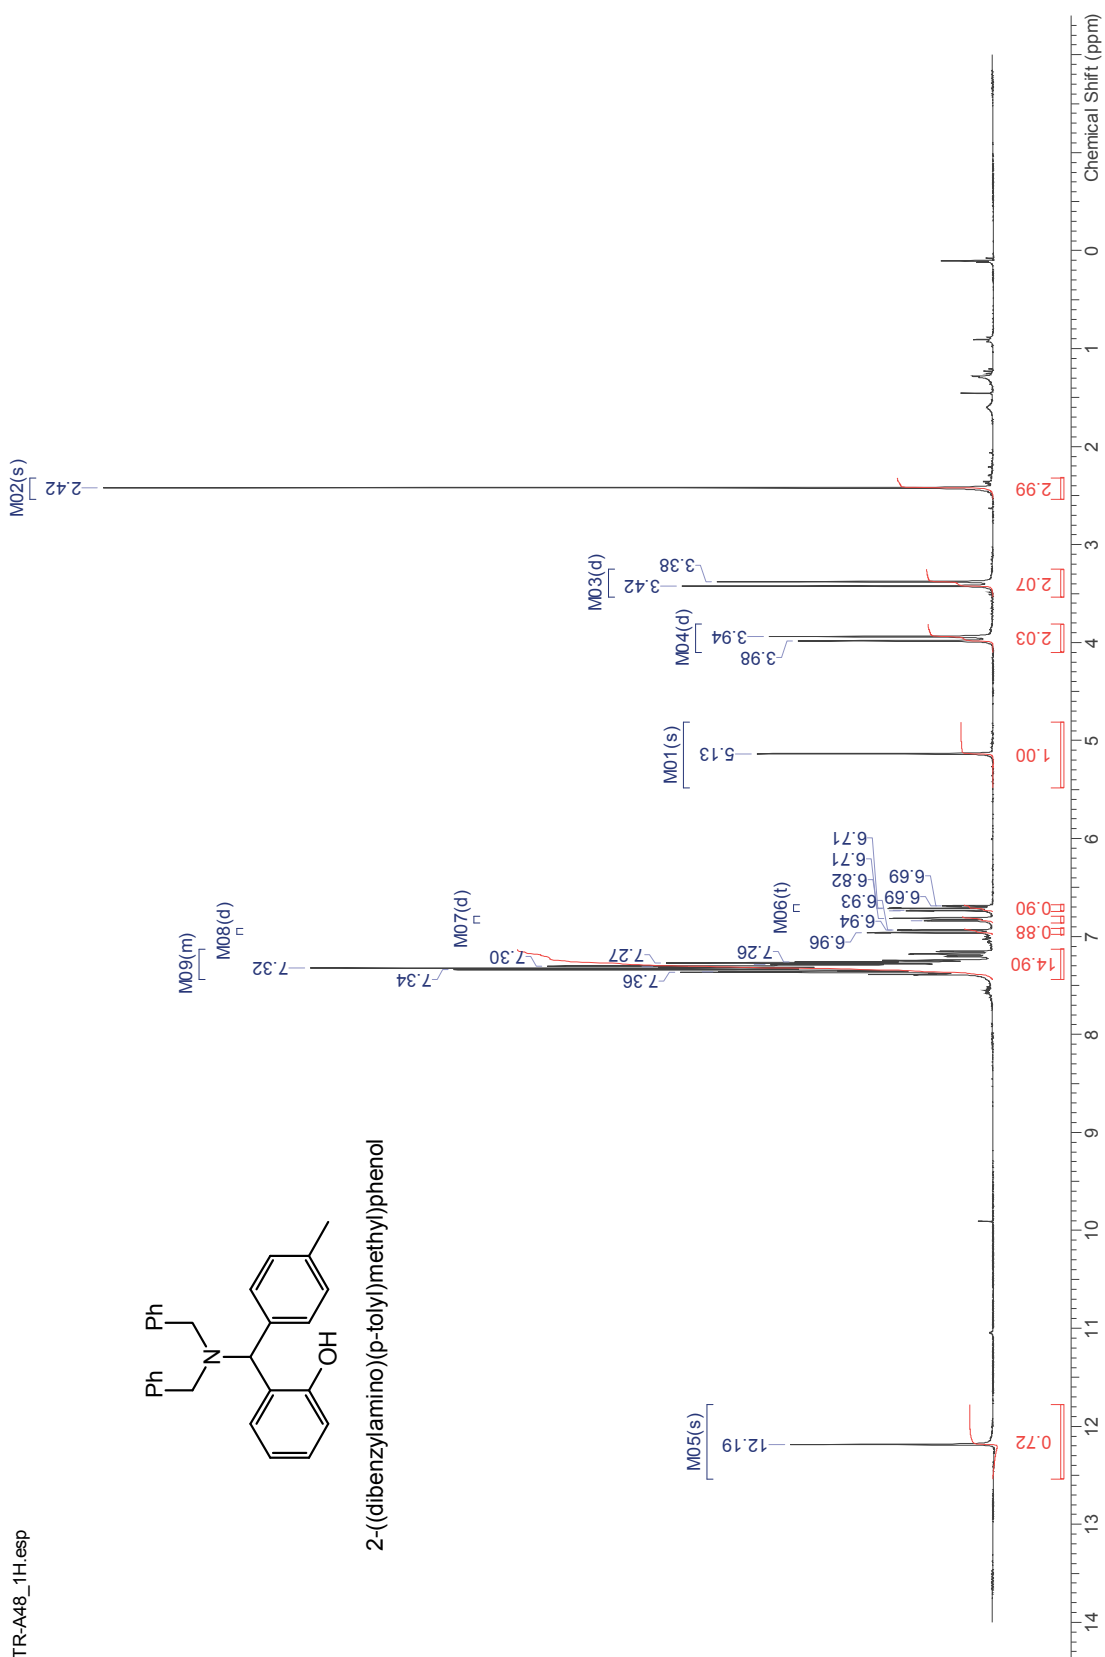 TR-A48_1H.esp
Ph
Ph
N
OH
2-((dibenzylamino)(p-tolyl)methyl)phenol
M05(s)
12.19
M09(m)
7.32
7.34
7.36
M08(d)
M07(d)
7.30
7.27
7.26
M06(t)
6.96
6.94
6.93
6.82
6.71
6.71
6.69
6.69
M01(s)
5.13
M04(d)
3.98
3.94
M03(d)
3.42
3.38
M02(s)
2.42
0.72
14.90
0.88
0.90
1.00
2.03
2.07
2.99
14 13 12 11 10 9 8 7 6 5 4 3 2 1 0
Chemical Shift (ppm)